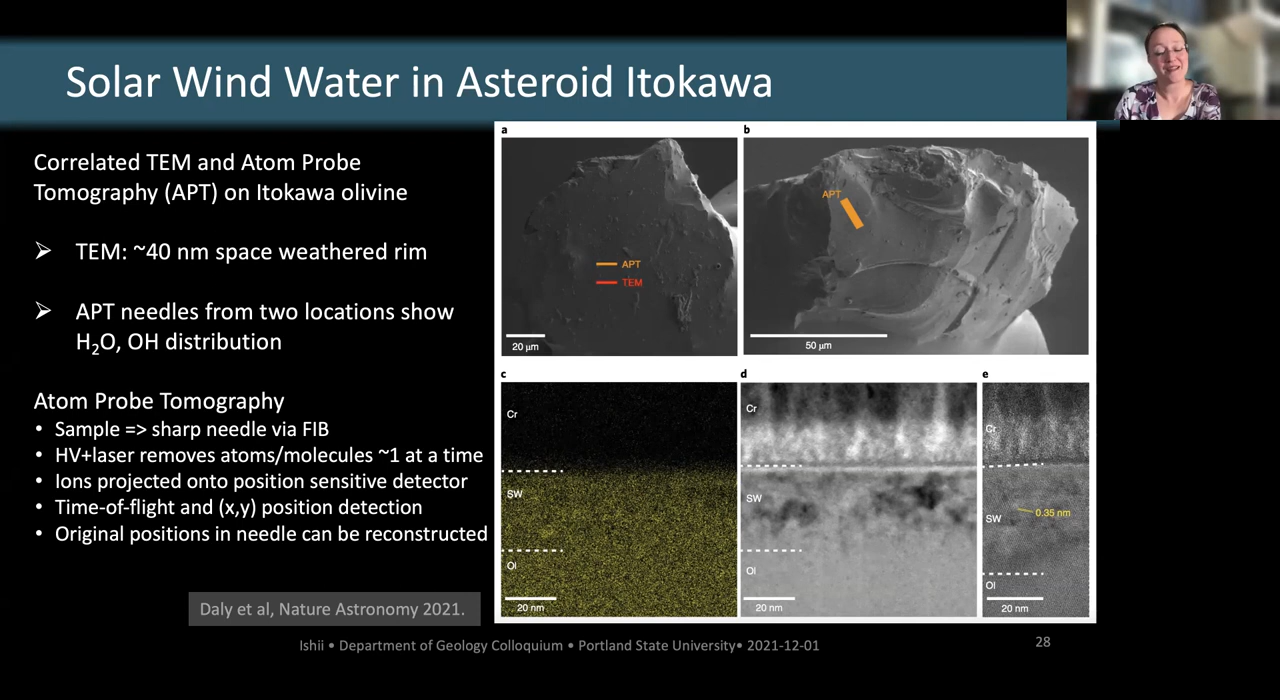 Solar Wind Water in Asteroid Itokawa
Correlated TEM and Atom Probe
Tomography (APT) on Itokawa olivine
➢ TEM: ~40 nm space weathered rim
➢ APT needles from two locations show
H₂O, OH distribution
Atom Probe Tomography
• Sample => sharp needle via FIB
• HV+laser removes atoms/molecules ~1 at a time
• Ions projected onto position sensitive detector
• Time-of-flight and (x,y) position detection
• Original positions in needle can be reconstructed
Daly et al, Nature Astronomy 2021.
a
APT
TEM
20 μm
b
APT
50 μm
c
Cr
SW
Ol
20 nm
d
Cr
SW
Ol
20 nm
e
Cr
SW
0.35 nm
Ol
20 nm
Ishii • Department of Geology Colloquium • Portland State University• 2021-12-01
28